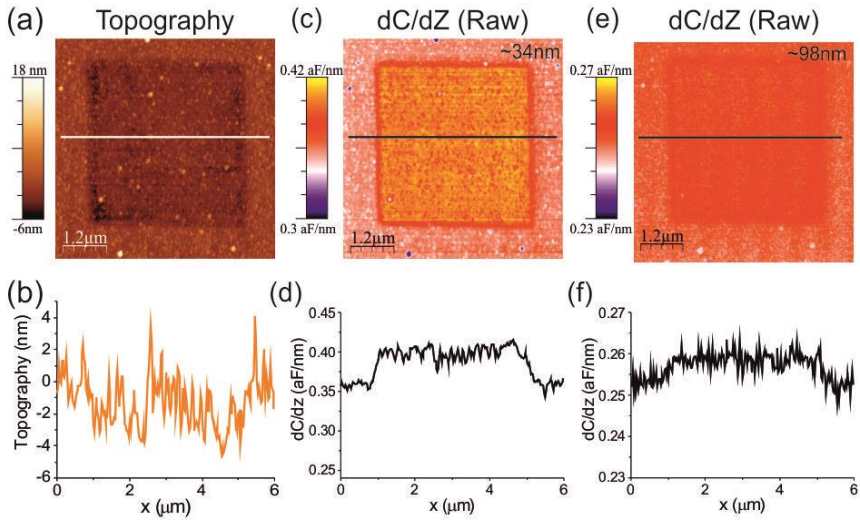 (a) Topography
18 nm
-6nm
1.2µm
(c) dC/dZ (Raw)
~34nm
0.42 aF/nm
0.3 aF/nm
1.2µm
(e) dC/dZ (Raw)
~98nm
0.27 aF/nm
0.23 aF/nm
1.2µm
(b)
Topography (nm)
4
2
0
-2
-4
-6
0 2 4 6
x (µm)
(d)
dC/dz (aF/nm)
0.45
0.40
0.35
0.30
0.25
0 2 4 6
x (µm)
(f)
dC/dz (aF/nm)
0.27
0.26
0.25
0.24
0.23
0 2 4 6
x (µm)